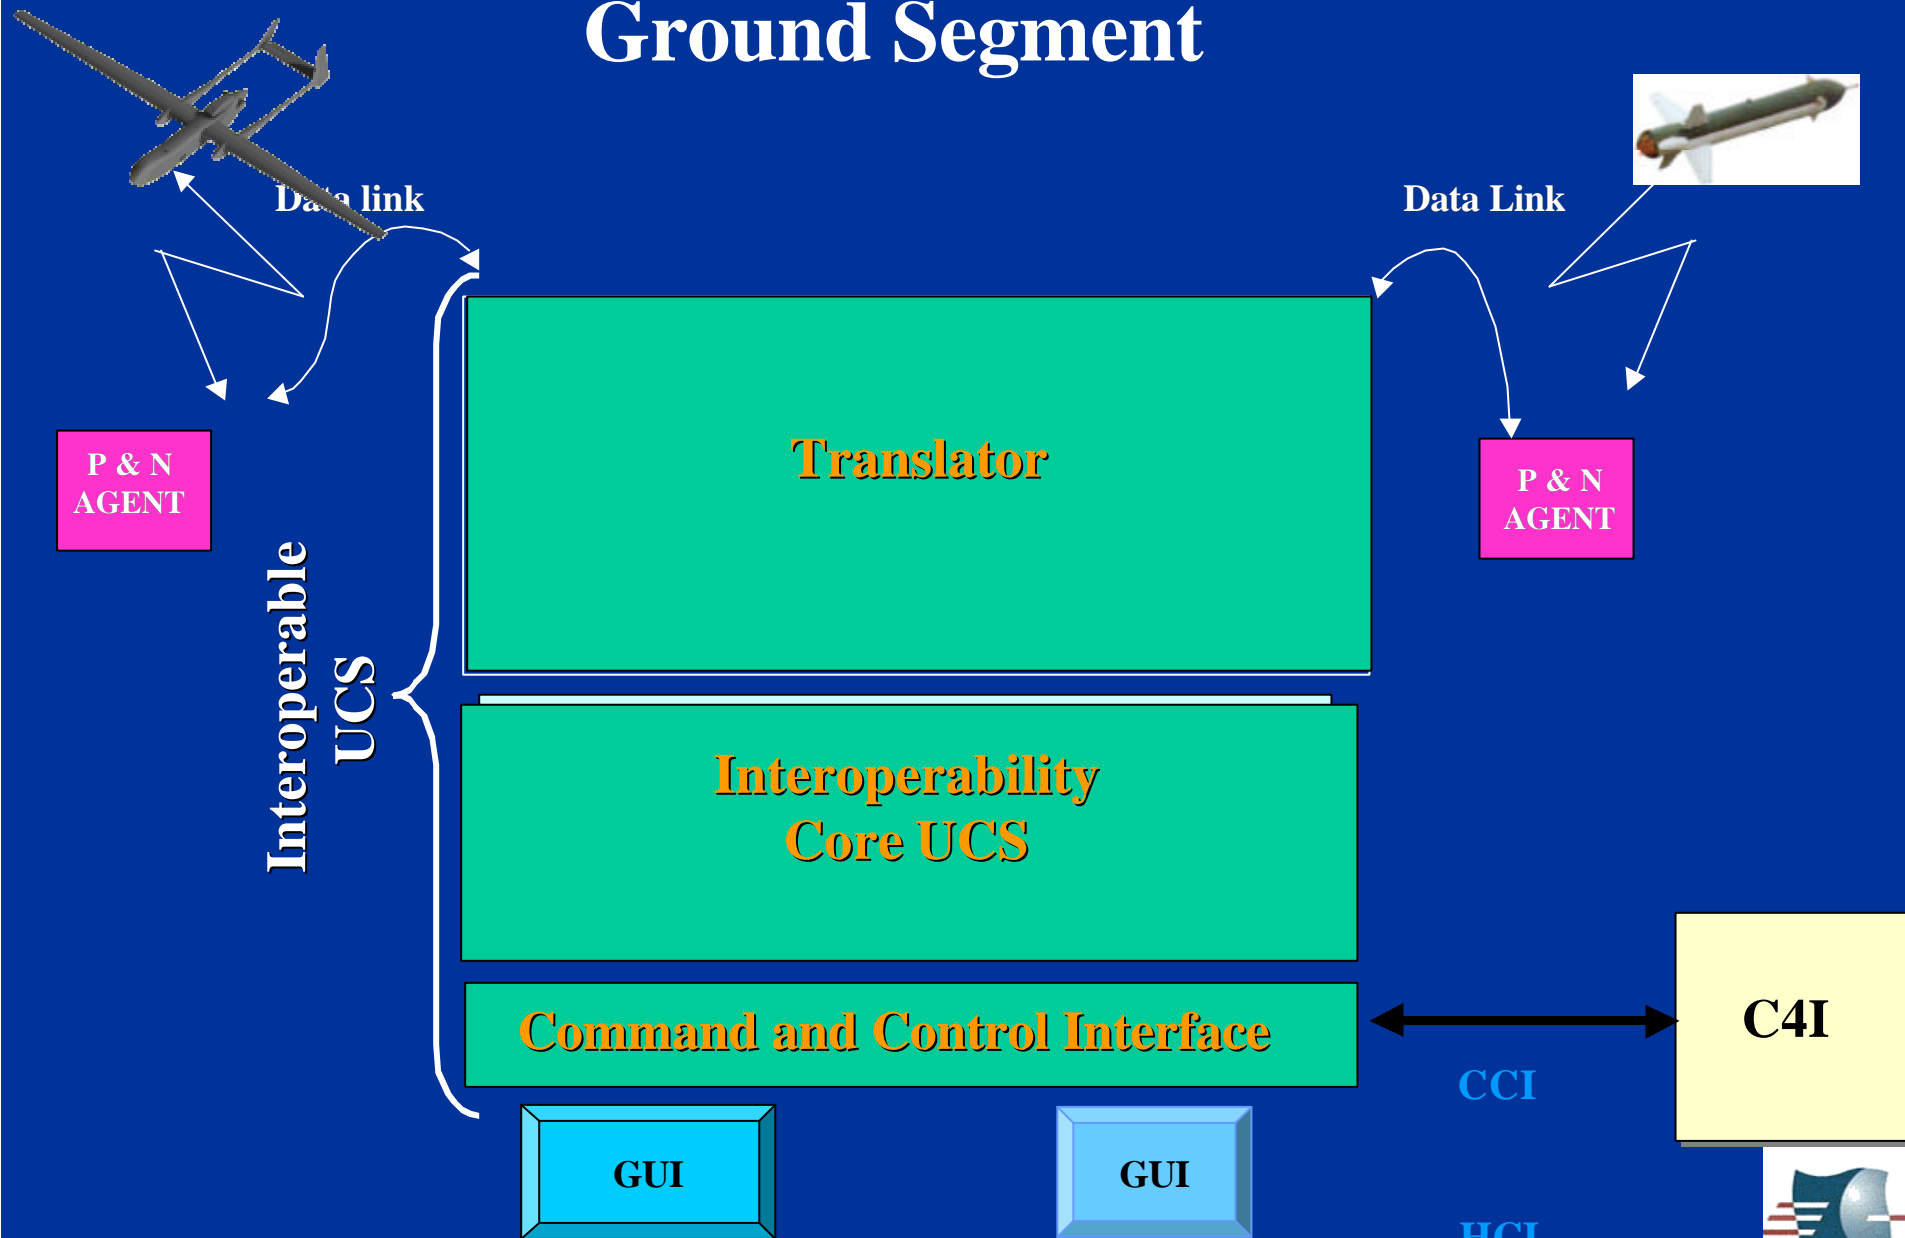 Ground Segment
Data link
Data Link
Translator
P & N
AGENT
P & N
AGENT
Interoperable
UCS
Interoperability
Core UCS
Command and Control Interface
C4I
CCI
GUI
GUI
HCI